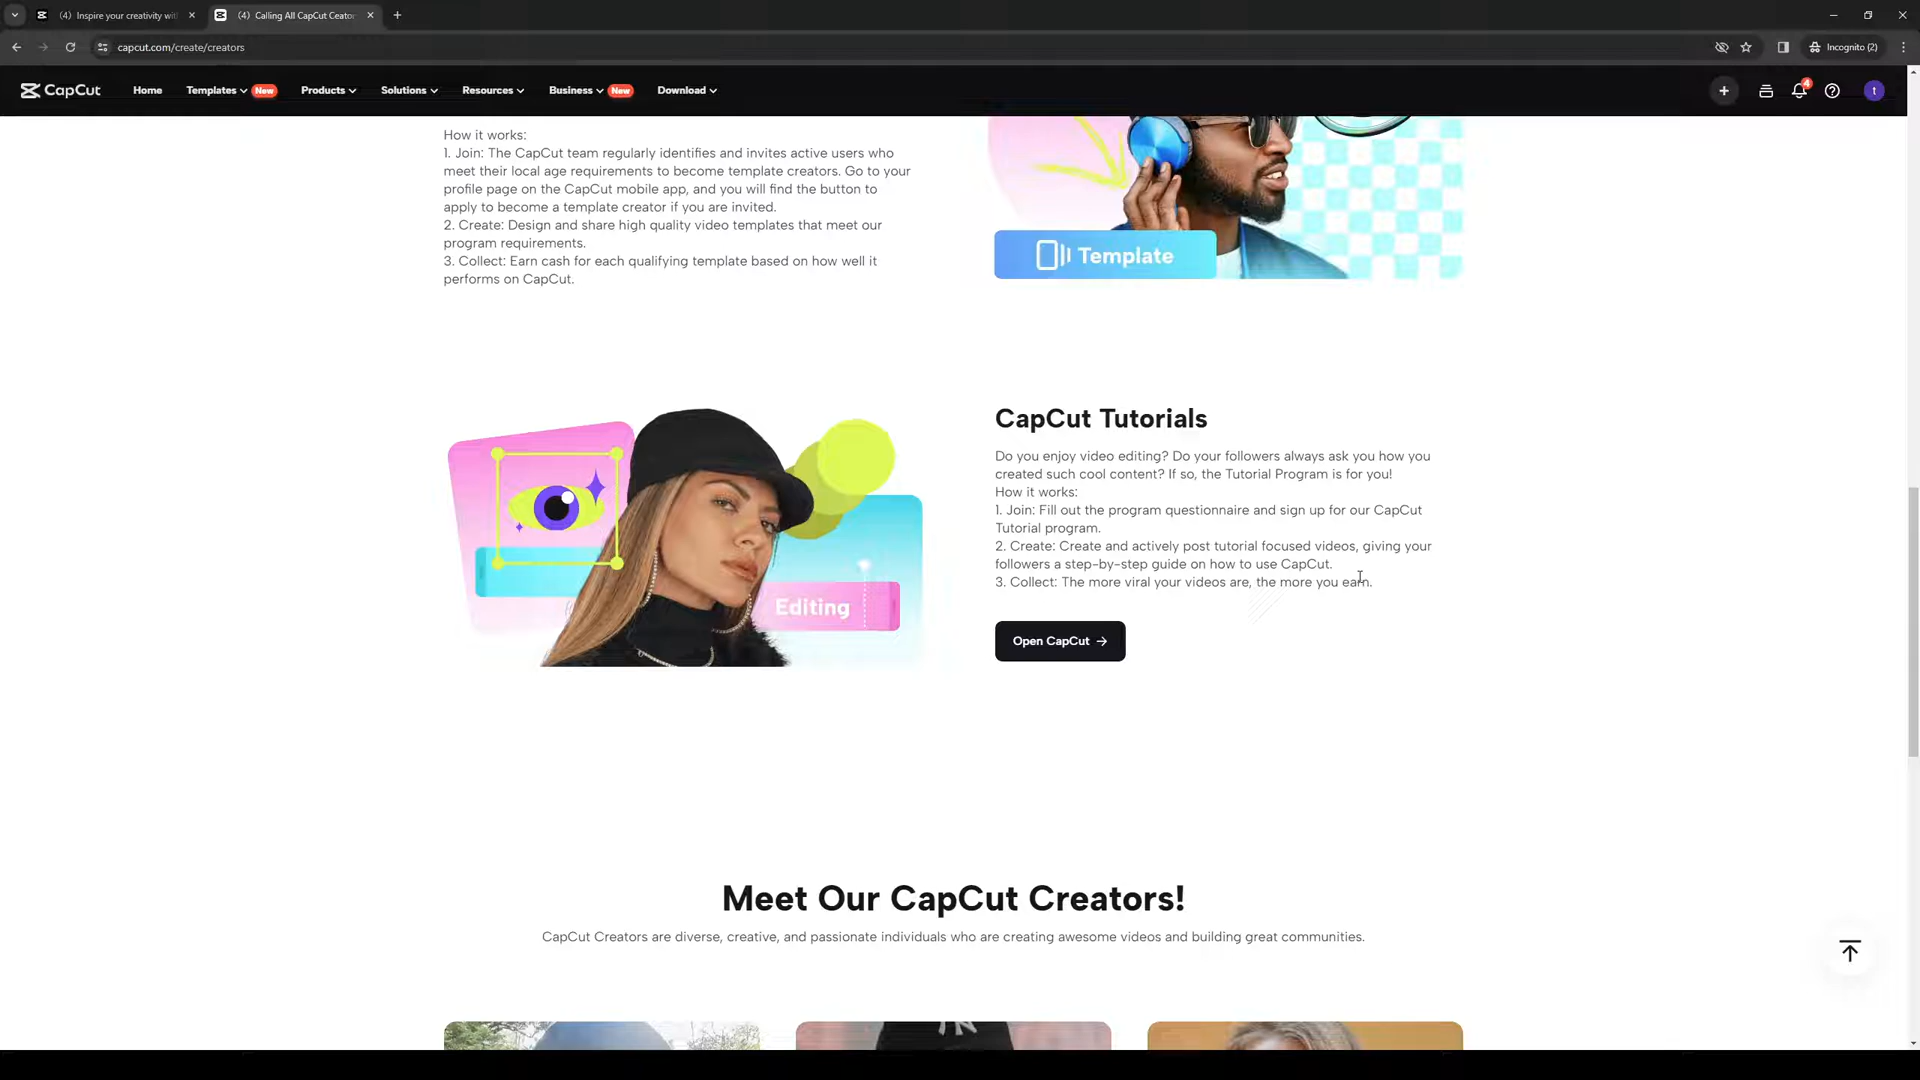 (4) Inspire your creativity wit
(4) Calling All CapCut Ceator
capcut.com/create/creators
Incognito (2)
CapCut
Home
Templates
New
Products
Solutions
Resources
Business
New
Download
4
t
How it works:
1. Join: The CapCut team regularly identifies and invites active users who
meet their local age requirements to become template creators. Go to your
profile page on the CapCut mobile app, and you will find the button to
apply to become a template creator if you are invited.
2. Create: Design and share high quality video templates that meet our
program requirements.
3. Collect: Earn cash for each qualifying template based on how well it
performs on CapCut.
Template
Editing
CapCut Tutorials
Do you enjoy video editing? Do your followers always ask you how you
created such cool content? If so, the Tutorial Program is for you!
How it works:
1. Join: Fill out the program questionnaire and sign up for our CapCut
Tutorial program.
2. Create: Create and actively post tutorial focused videos, giving your
followers a step-by-step guide on how to use CapCut.
3. Collect: The more viral your videos are, the more you earn.
Open CapCut
Meet Our CapCut Creators!
CapCut Creators are diverse, creative, and passionate individuals who are creating awesome videos and building great communities.